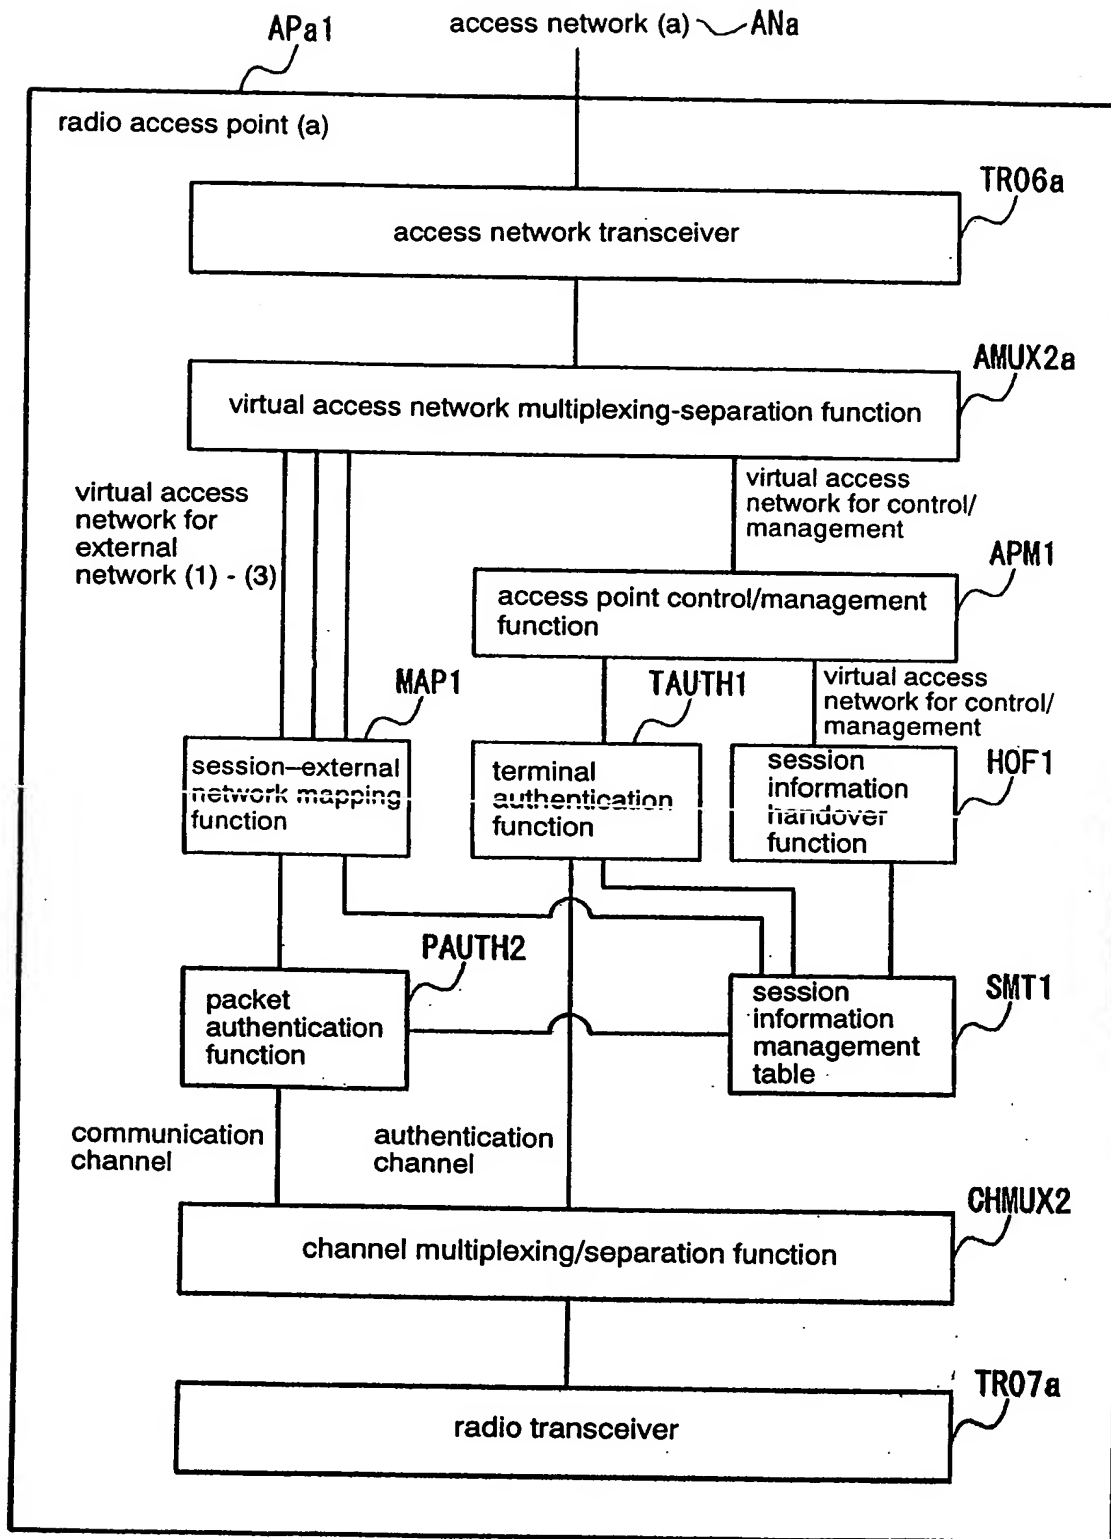 APa1
access network (a)
ANa
radio access point (a)
TR06a
access network transceiver
AMUX2a
virtual access network multiplexing-separation function
virtual access
network for
external
network (1) - (3)
virtual access
network for control/
management
APM1
access point control/management
function
MAP1
TAUTH1
virtual access
network for control/
management
HOF1
session–external
network mapping
function
terminal
authentication
function
session
information
handover
function
PAUTH2
packet
authentication
function
SMT1
session
information
management
table
communication
channel
authentication
channel
CHMUX2
channel multiplexing/separation function
TR07a
radio transceiver